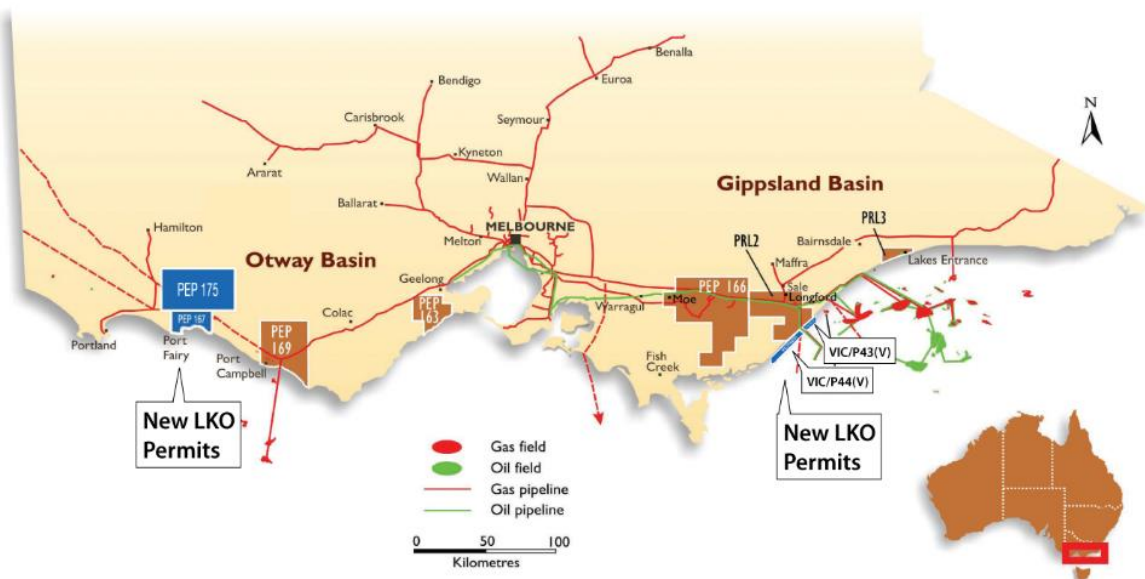 Benalla
Euroa
Bendigo
Seymour
Carisbrook
Kyneton
Ararat
Wallan
N
Gippsland Basin
Ballarat
PRL3
Hamilton
MELBOURNE
Melton
PRL2
Bairnsdale
Lakes Entrance
Maffra
Otway Basin
Geelong
Sale
PEP 175
PEP 166
Longford
Moe
PEP
163
Warragul
PEP 167
Colac
PEP
169
Portland
Port
Fairy
Port
Campbell
Fish
Creek
VIC/P43(V)
VIC/P44(V)
New LKO
Permits
New LKO
Permits
Gas field
Oil field
Gas pipeline
Oil pipeline
0 50 100
Kilometres